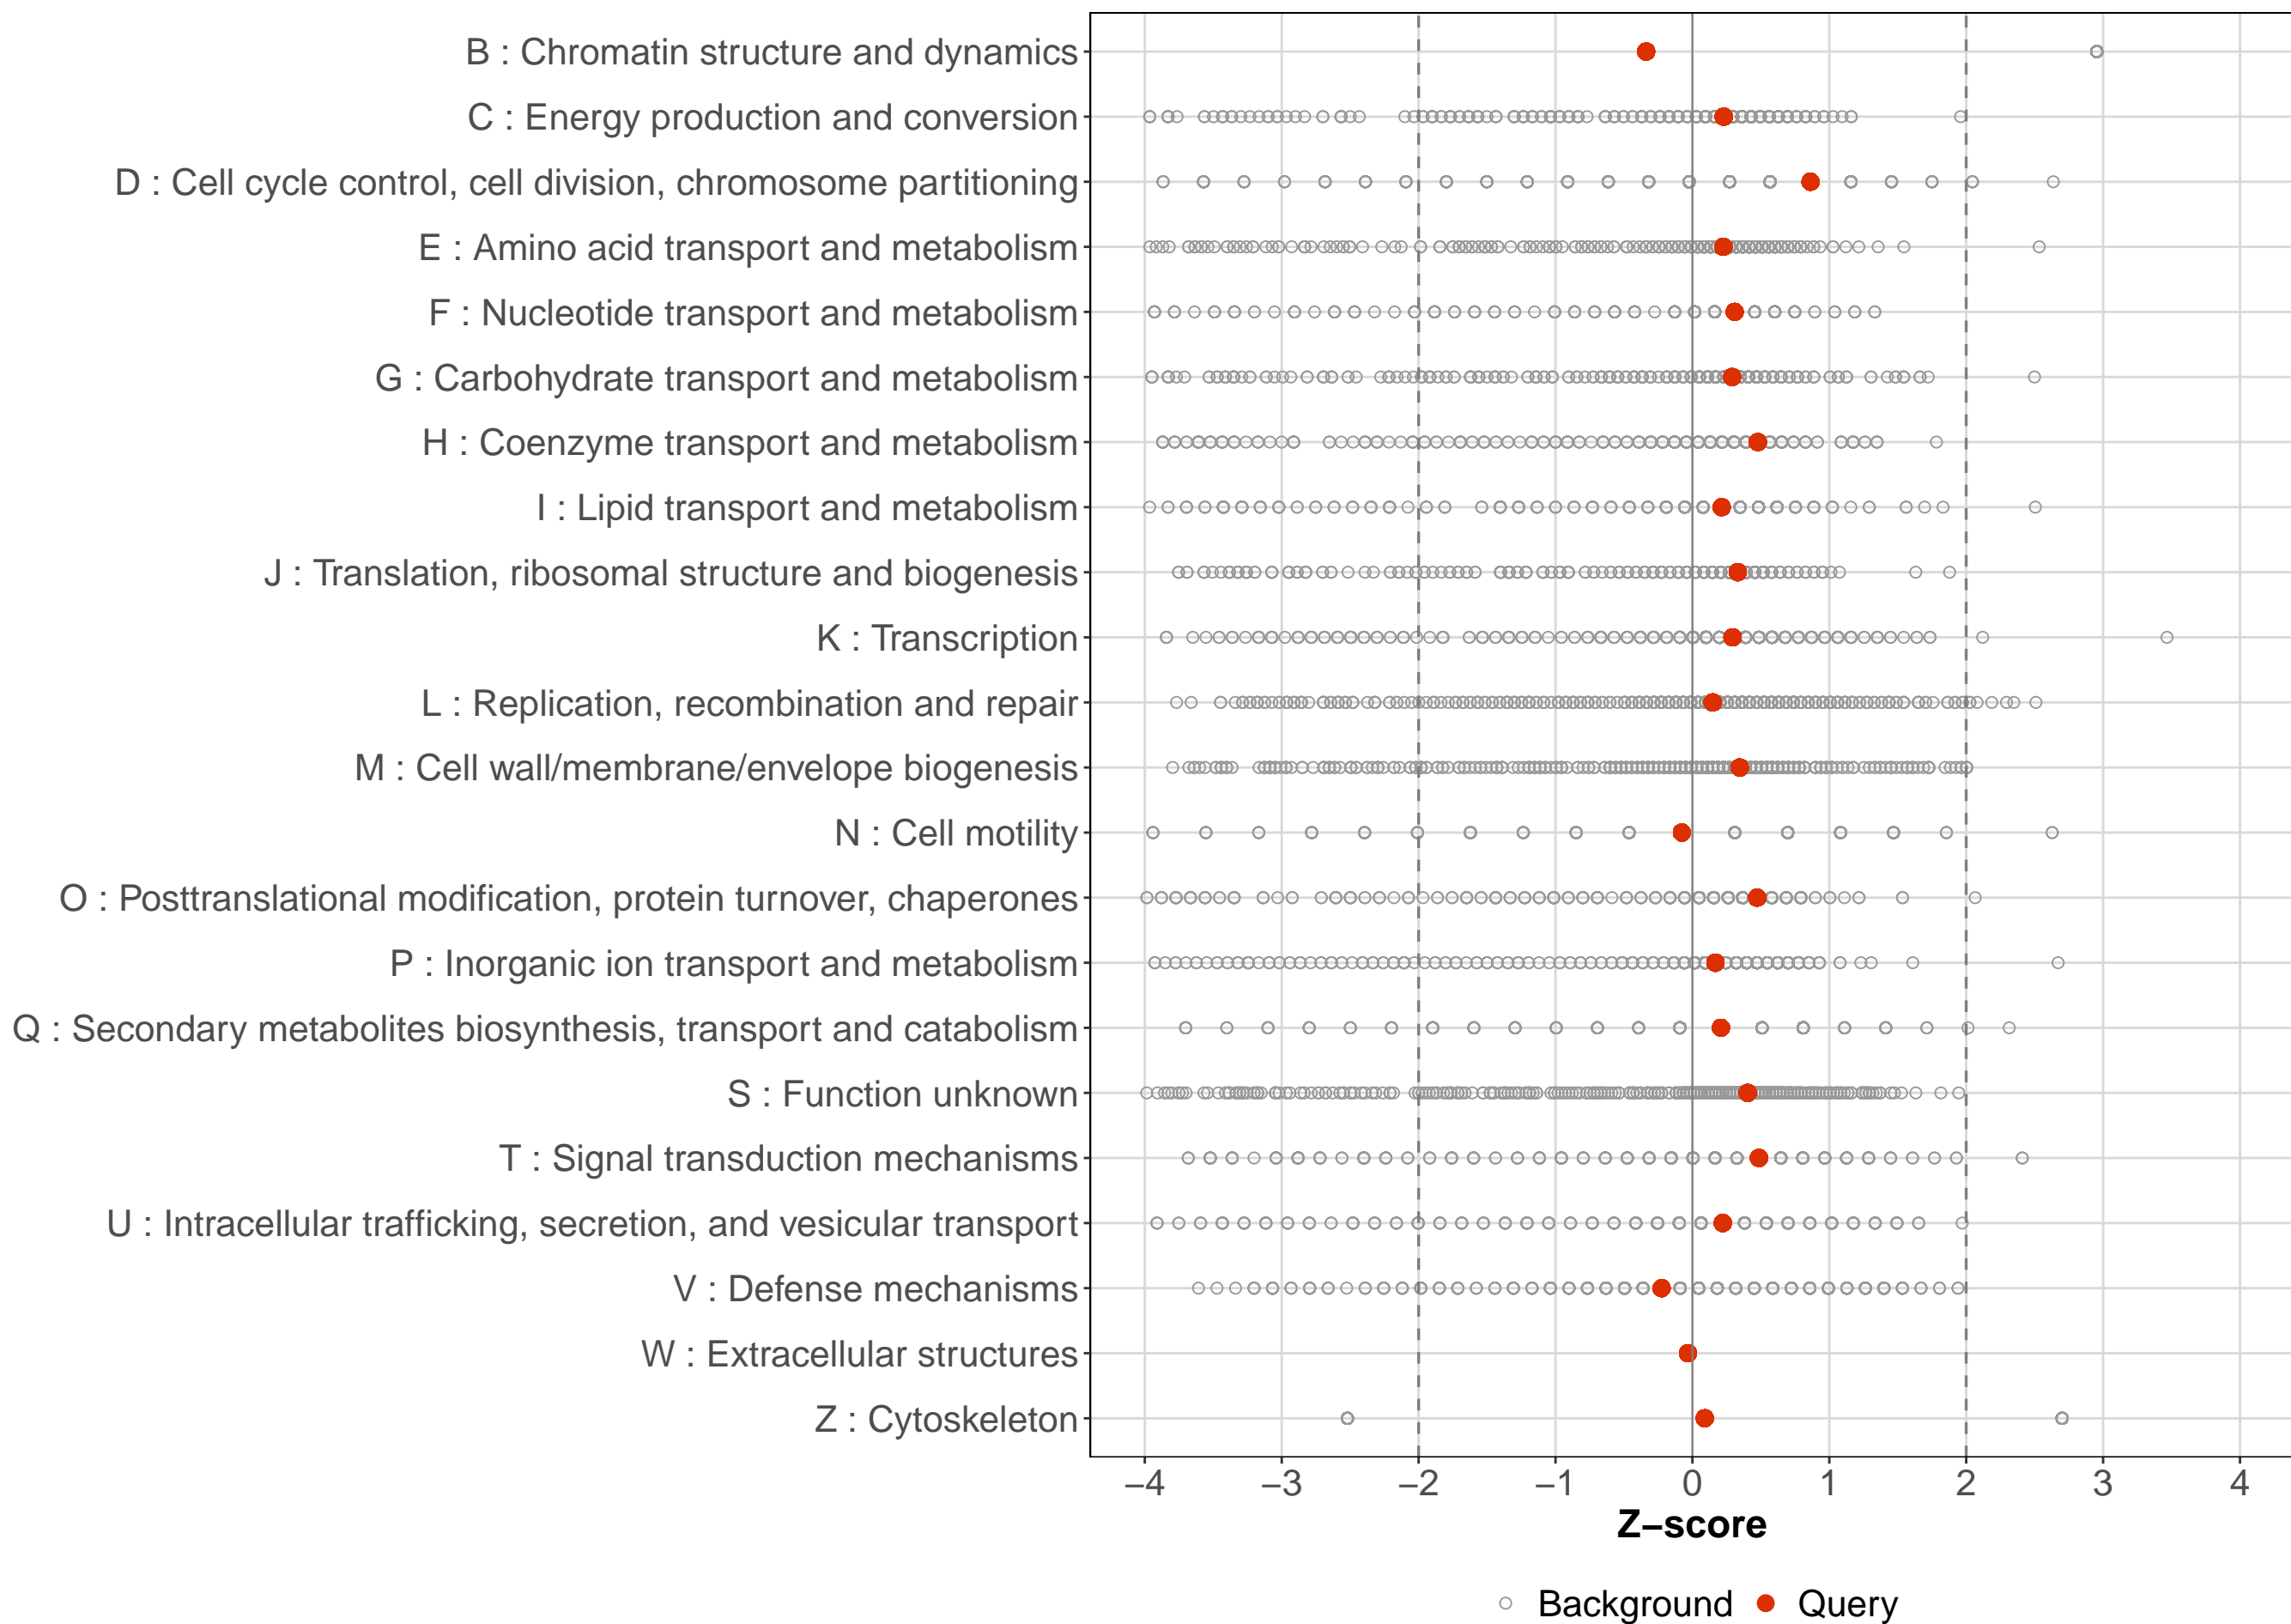 B : Chromatin structure and dynamics
C : Energy production and conversion
D : Cell cycle control, cell division, chromosome partitioning
E : Amino acid transport and metabolism
F : Nucleotide transport and metabolism
G : Carbohydrate transport and metabolism
H : Coenzyme transport and metabolism
I : Lipid transport and metabolism
J : Translation, ribosomal structure and biogenesis
K : Transcription
L : Replication, recombination and repair
M : Cell wall/membrane/envelope biogenesis
N : Cell motility
O : Posttranslational modification, protein turnover, chaperones
P : Inorganic ion transport and metabolism
Q : Secondary metabolites biosynthesis, transport and catabolism
S : Function unknown
T : Signal transduction mechanisms
U : Intracellular trafficking, secretion, and vesicular transport
V : Defense mechanisms
W : Extracellular structures
Z : Cytoskeleton
−4 −3 −2 −1 0 1 2 3 4
Z−score
Background Query